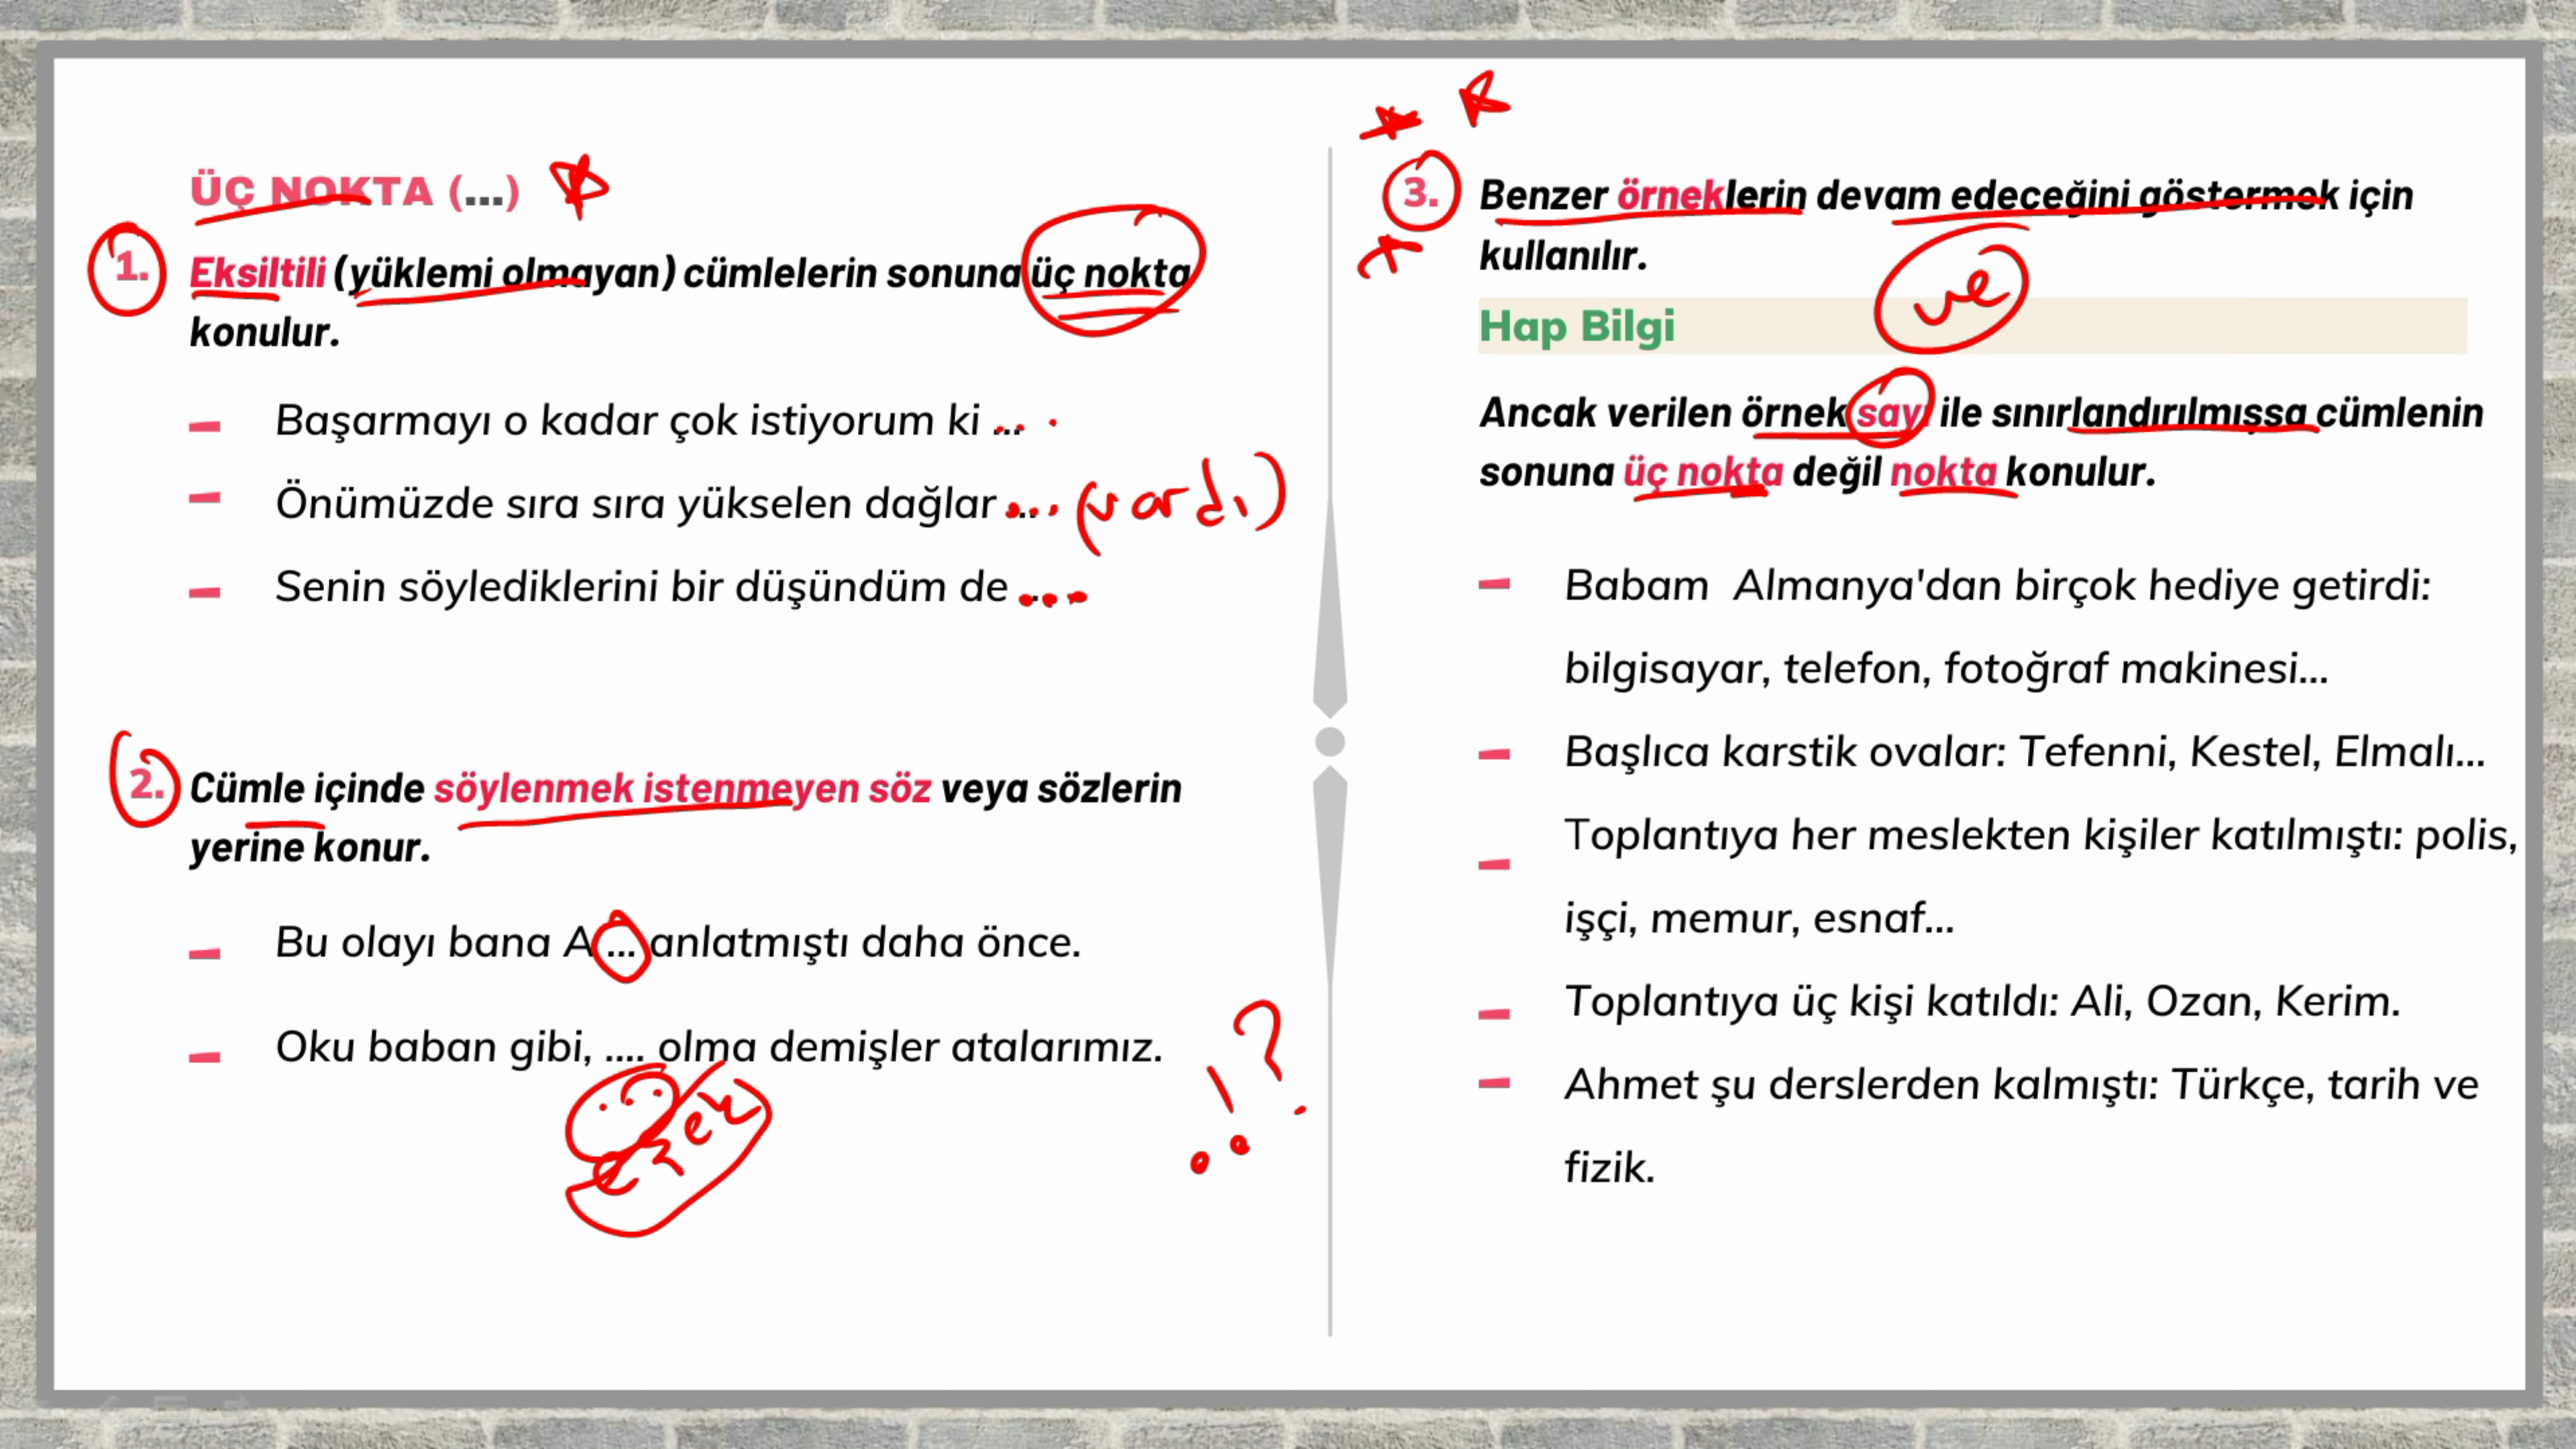 ÜÇ NOKTA (...)
1. Eksiltili (yüklemi olmayan) cümlelerin sonuna üç nokta
konulur.
Başarmayı o kadar çok istiyorum ki ...
Önümüzde sıra sıra yükselen dağlar ... (vardı)
Senin söylediklerini bir düşündüm de ...
2. Cümle içinde söylenmek istenmeyen söz veya sözlerin
yerine konur.
Bu olayı bana A ... anlatmıştı daha önce.
Oku baban gibi, .... olma demişler atalarımız.
! ?
3. Benzer örneklerin devam edeceğini göstermek için
kullanılır.
ve
Hap Bilgi
Ancak verilen örnek sayı ile sınırlandırılmışsa cümlenin
sonuna üç nokta değil nokta konulur.
Babam Almanya'dan birçok hediye getirdi:
bilgisayar, telefon, fotoğraf makinesi...
Başlıca karstik ovalar: Tefenni, Kestel, Elmalı...
Toplantıya her meslekten kişiler katılmıştı: polis,
işçi, memur, esnaf...
Toplantıya üç kişi katıldı: Ali, Ozan, Kerim.
Ahmet şu derslerden kalmıştı: Türkçe, tarih ve
fizik.